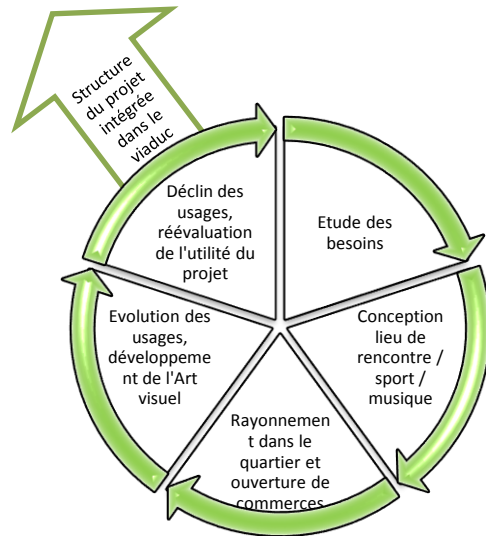 Structure
du projet
intégrée
dans le
viaduc
Déclin des
usages,
réévaluation
de l'utilité du
projet
Etude des
besoins
Conception
lieu de
rencontre /
sport /
musique
Rayonnemen
t dans le
quartier et
ouverture de
commerces
Evolution des
usages,
développeme
nt de l'Art
visuel